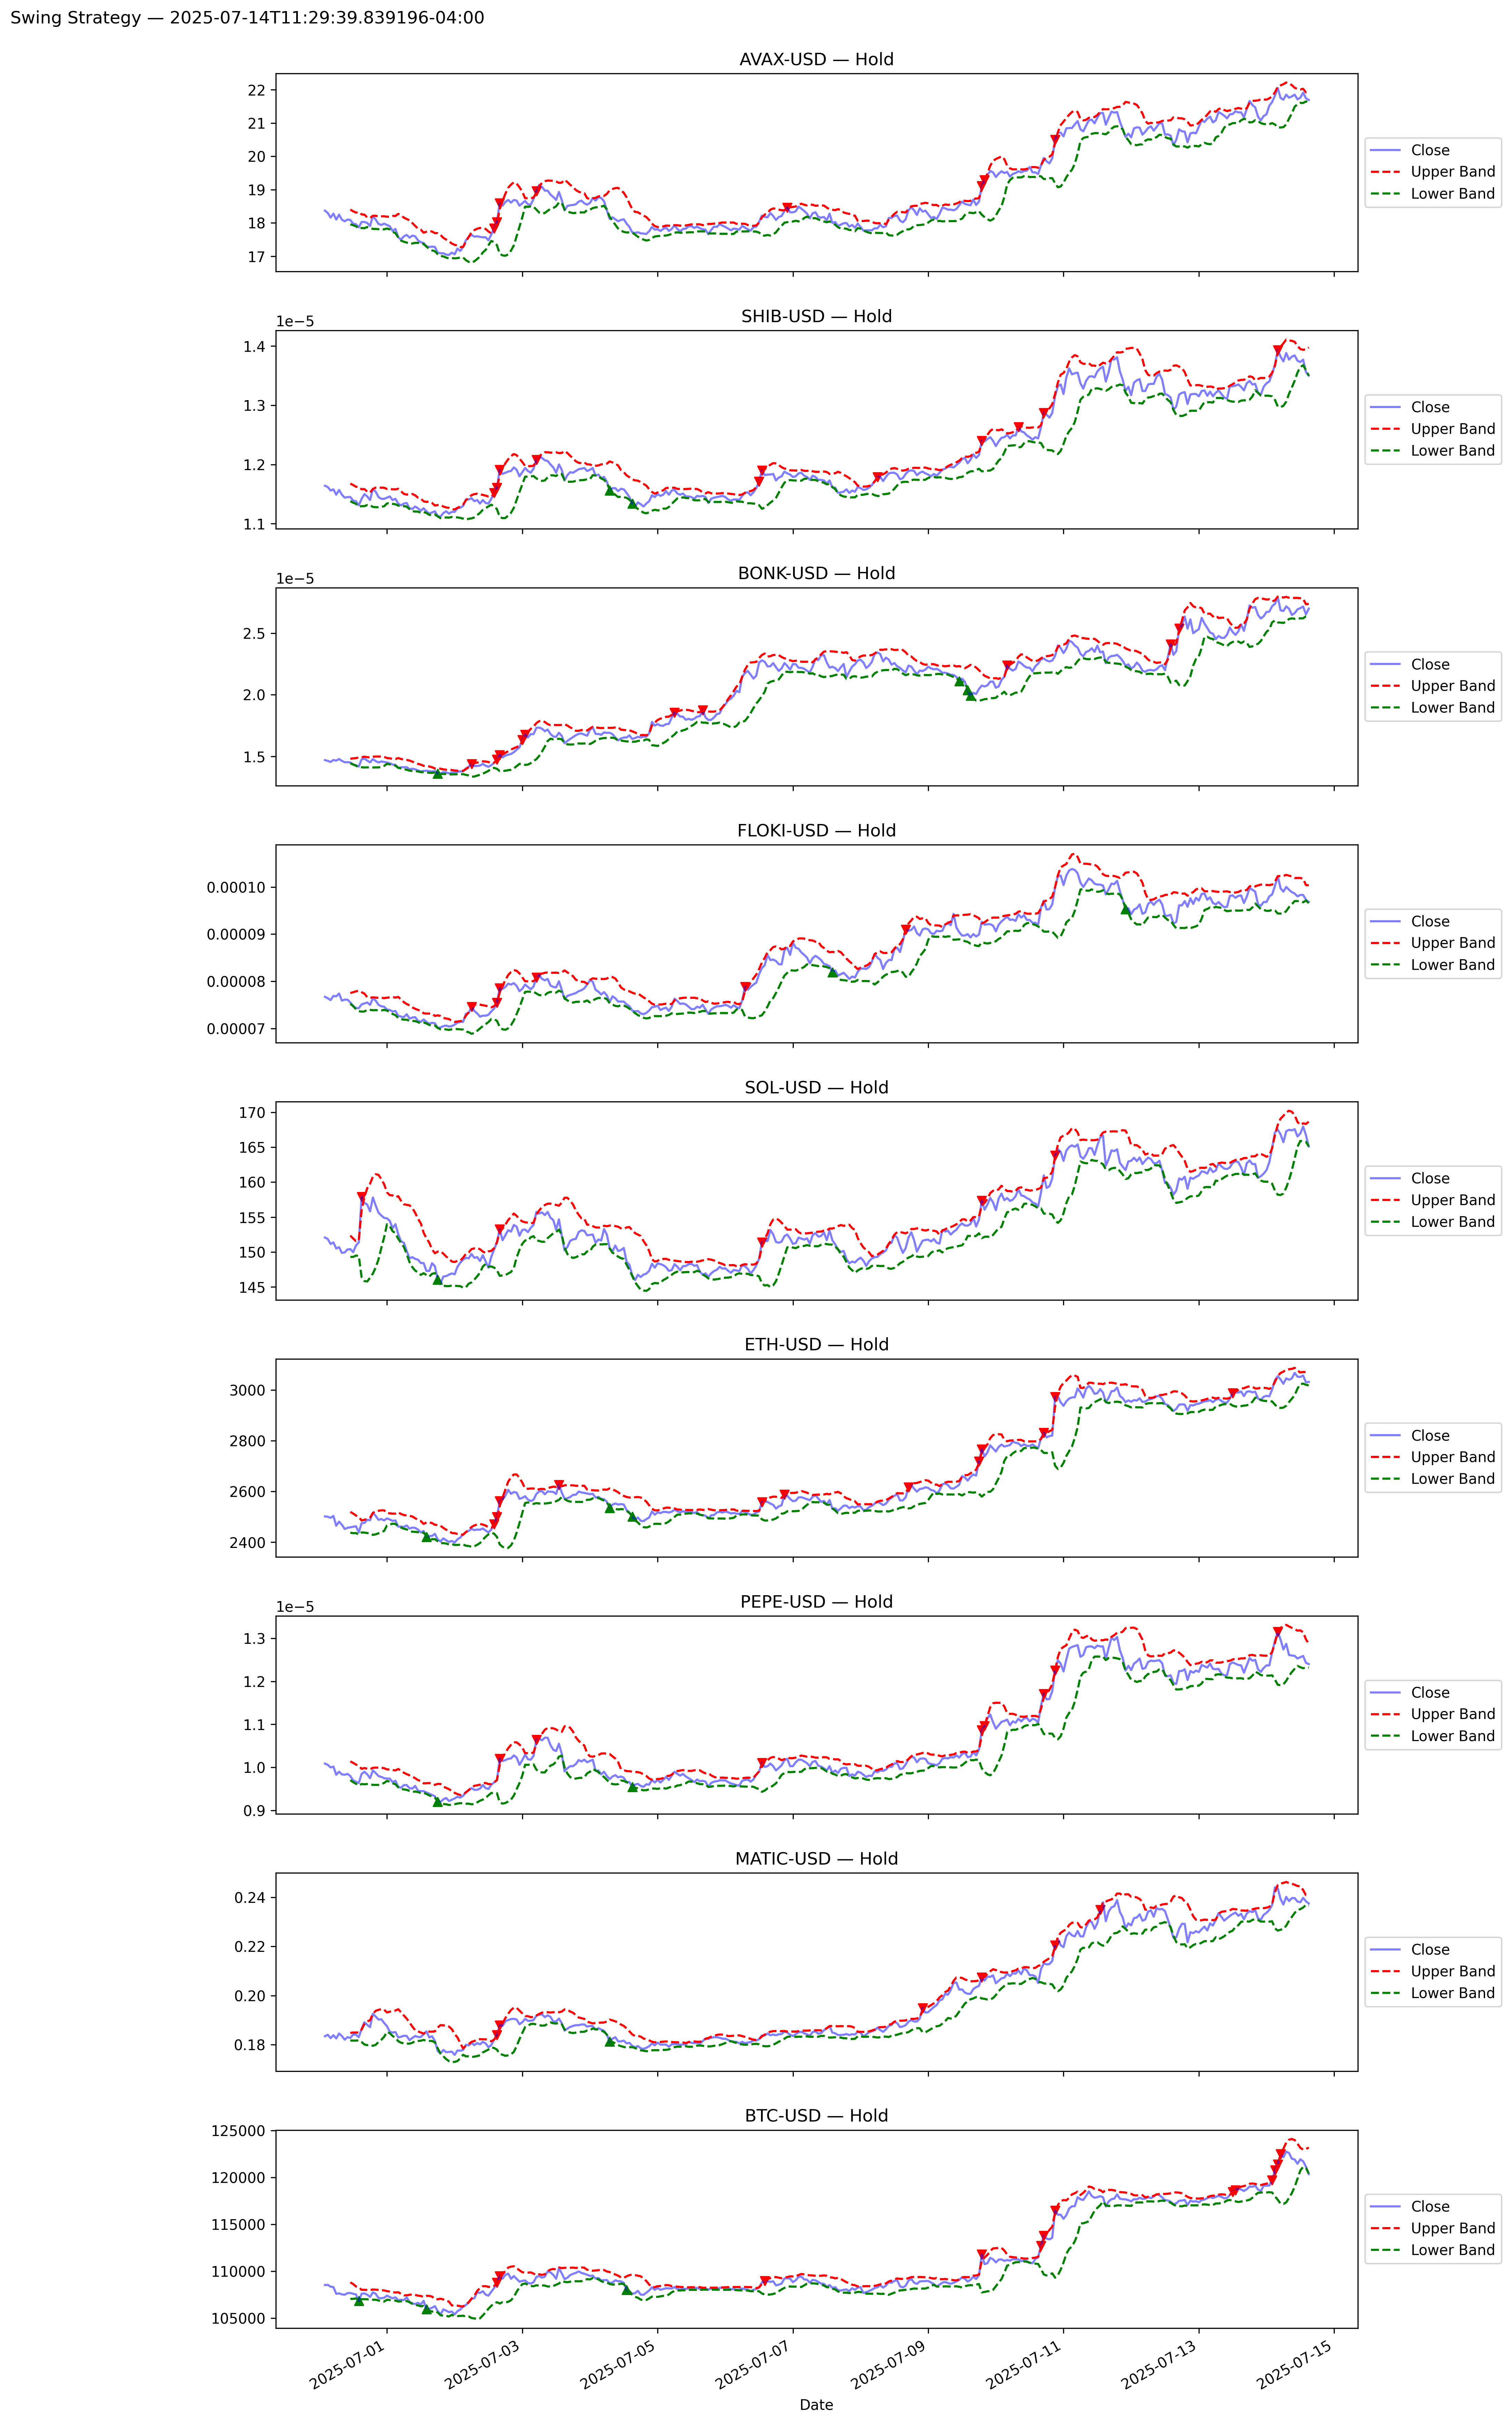 Swing Strategy — 2025-07-14T11:29:39.839196-04:00
AVAX-USD — Hold
22
21
20
19
18
17
Close
Upper Band
Lower Band
SHIB-USD — Hold
1e−5
1.4
1.3
1.2
1.1
Close
Upper Band
Lower Band
BONK-USD — Hold
1e−5
2.5
2.0
1.5
Close
Upper Band
Lower Band
FLOKI-USD — Hold
0.00010
0.00009
0.00008
0.00007
Close
Upper Band
Lower Band
SOL-USD — Hold
170
165
160
155
150
145
Close
Upper Band
Lower Band
ETH-USD — Hold
3000
2800
2600
2400
Close
Upper Band
Lower Band
PEPE-USD — Hold
1e−5
1.3
1.2
1.1
1.0
0.9
Close
Upper Band
Lower Band
MATIC-USD — Hold
0.24
0.22
0.20
0.18
Close
Upper Band
Lower Band
BTC-USD — Hold
125000
120000
115000
110000
105000
Close
Upper Band
Lower Band
2025-07-01
2025-07-03
2025-07-05
2025-07-07
2025-07-09
2025-07-11
2025-07-13
2025-07-15
Date